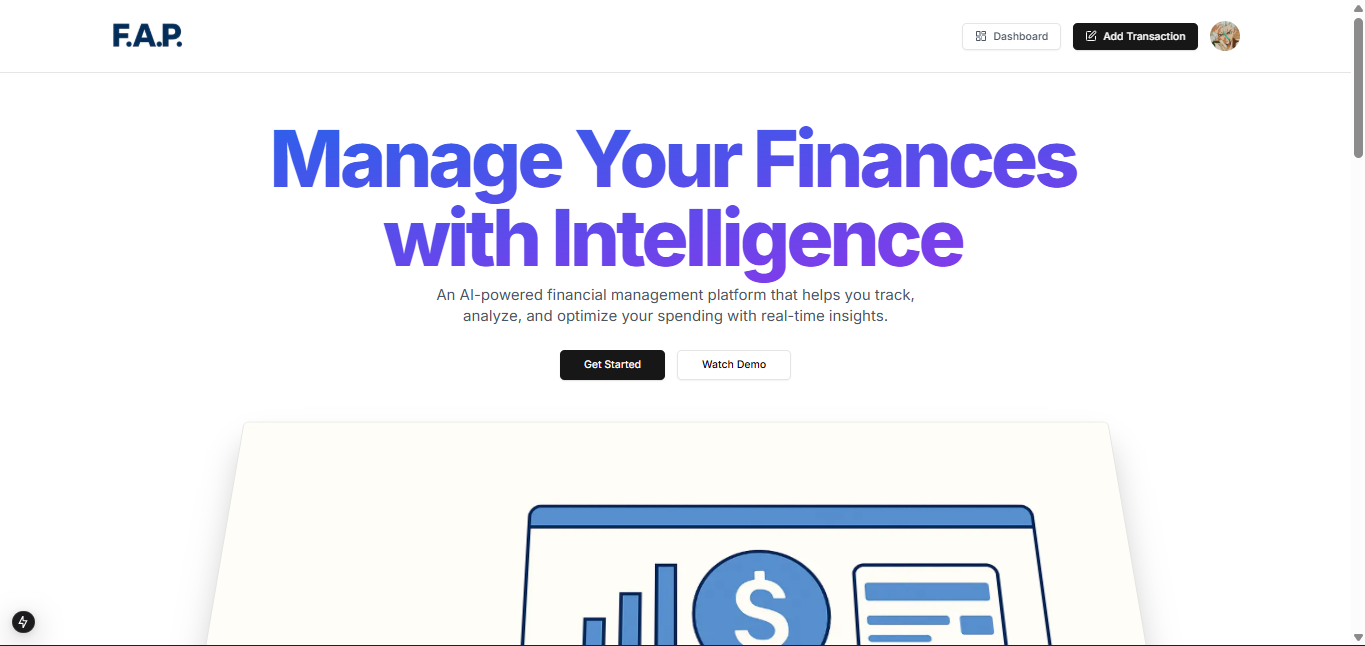 F.A.P.
Dashboard
Add Transaction
Manage Your Finances
with Intelligence
An AI-powered financial management platform that helps you track,
analyze, and optimize your spending with real-time insights.
Get Started
Watch Demo
$